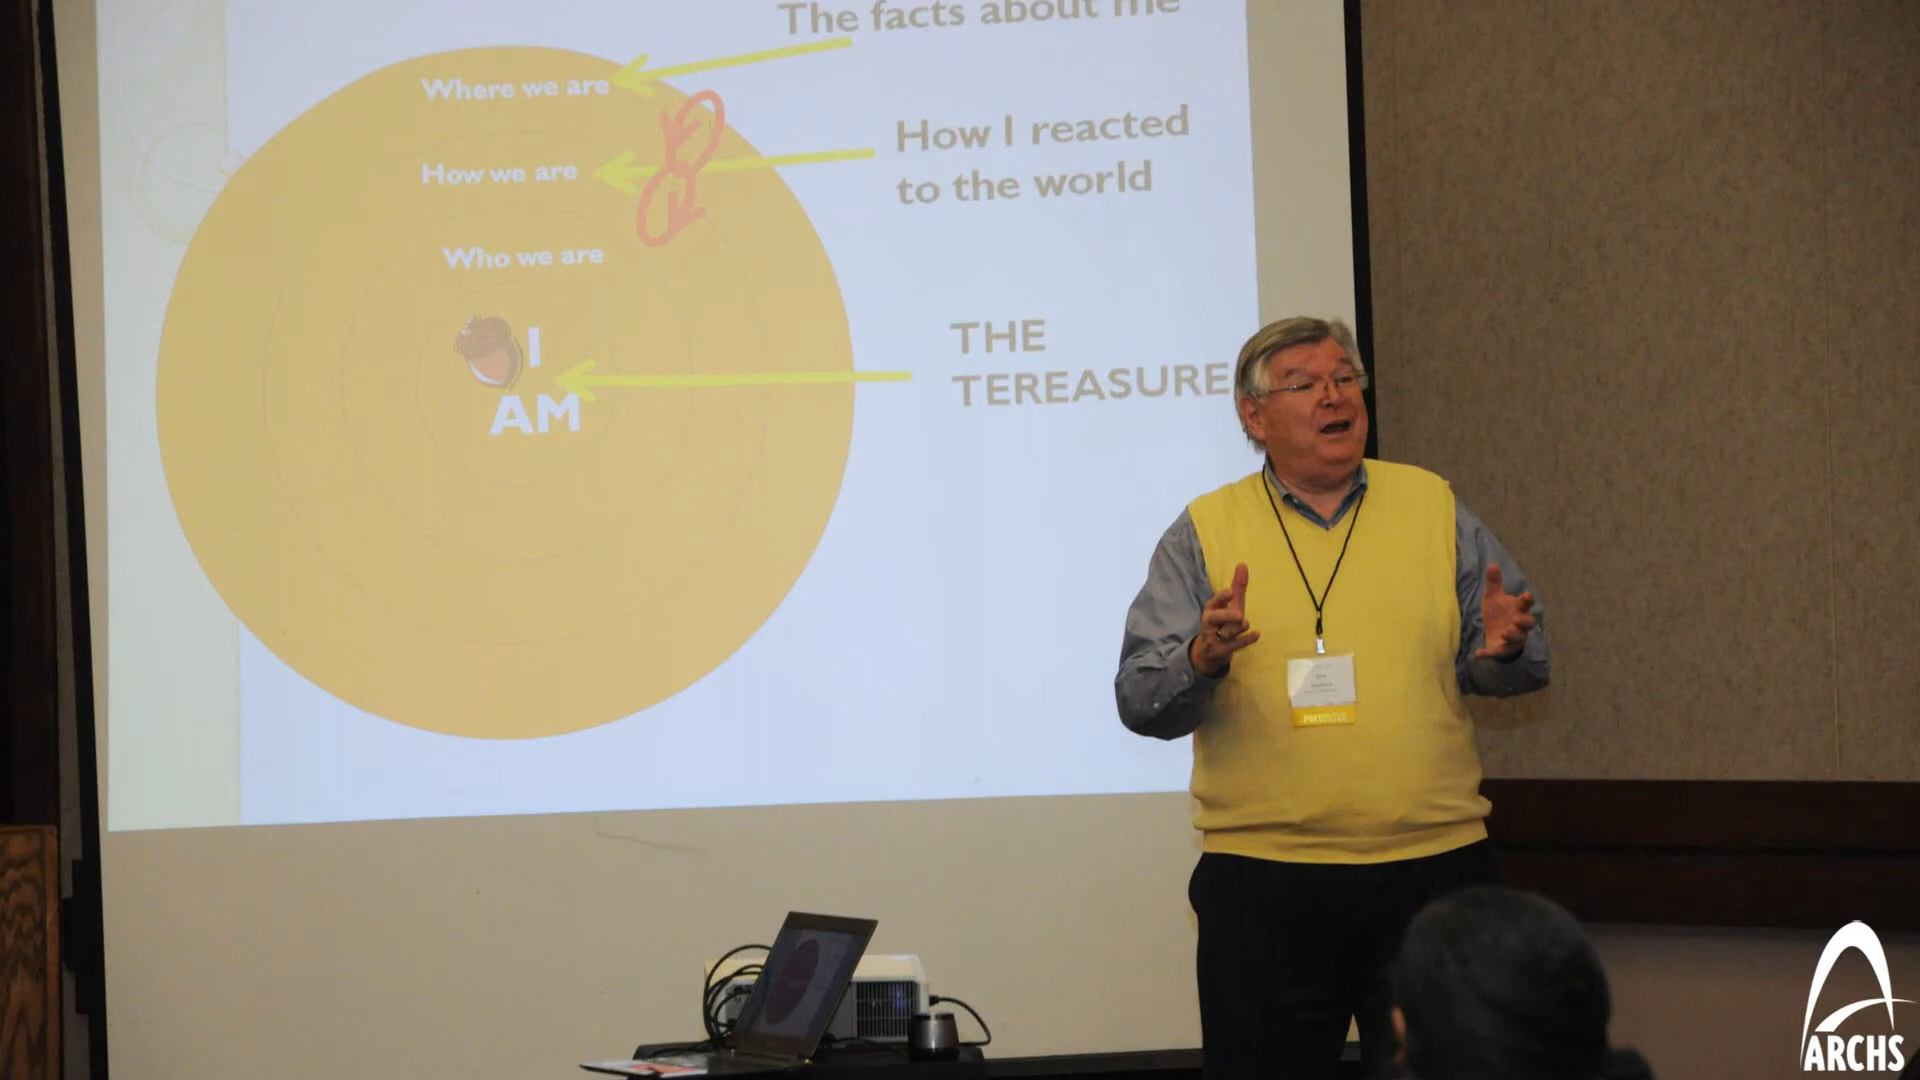 The facts about me
Where we are
How I reacted
to the world
How we are
Who we are
I
AM
THE
TEREASURE
PRESENTER
ARCHS